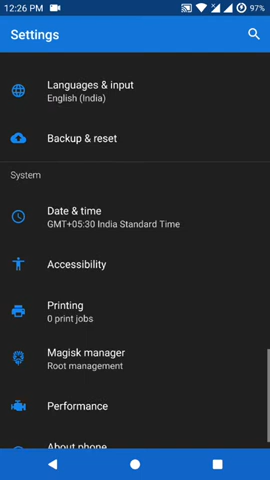 12:26 PM
97%
Settings
Languages & input
English (India)
Backup & reset
System
Date & time
GMT+05:30 India Standard Time
Accessibility
Printing
0 print jobs
Magisk manager
Root management
Performance
About phone